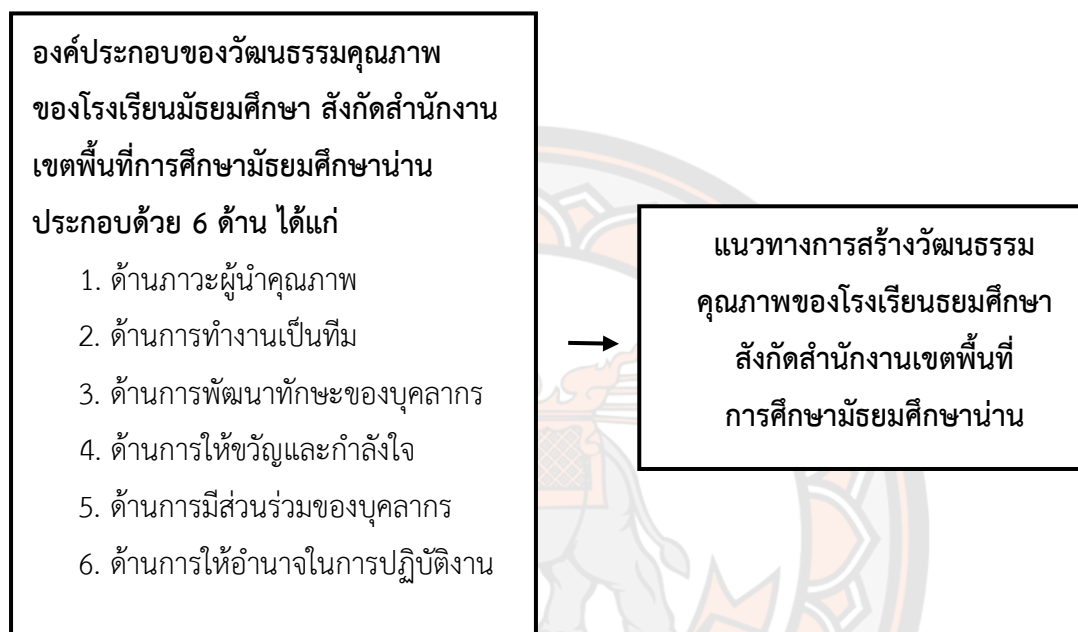 องค์ประกอบของวัฒนธรรมคุณภาพ
ของโรงเรียนมัธยมศึกษา สังกัดสำนักงาน
เขตพื้นที่การศึกษามัธยมศึกษาน่าน
ประกอบด้วย 6 ด้าน ได้แก่
1. ด้านภาวะผู้นำคุณภาพ
2. ด้านการทำงานเป็นทีม
3. ด้านการพัฒนาทักษะของบุคลากร
4. ด้านการให้ขวัญและกำลังใจ
5. ด้านการมีส่วนร่วมของบุคลากร
6. ด้านการให้อำนาจในการปฏิบัติงาน
แนวทางการสร้างวัฒนธรรม
คุณภาพของโรงเรียนธยมศึกษา
สังกัดสำนักงานเขตพื้นที่
การศึกษามัธยมศึกษาน่าน